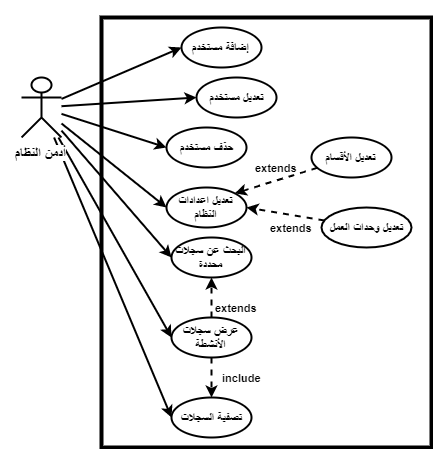 إضافة مستخدم
تعديل مستخدم
حذف مستخدم
أدمن النظام
extends
تعديل الأقسام
تعديل اعدادات
النظام
extends
تعديل وحدات العمل
البحث عن سجلات
محددة
extends
عرض سجلات
الأنشطة
include
تصفية السجلات